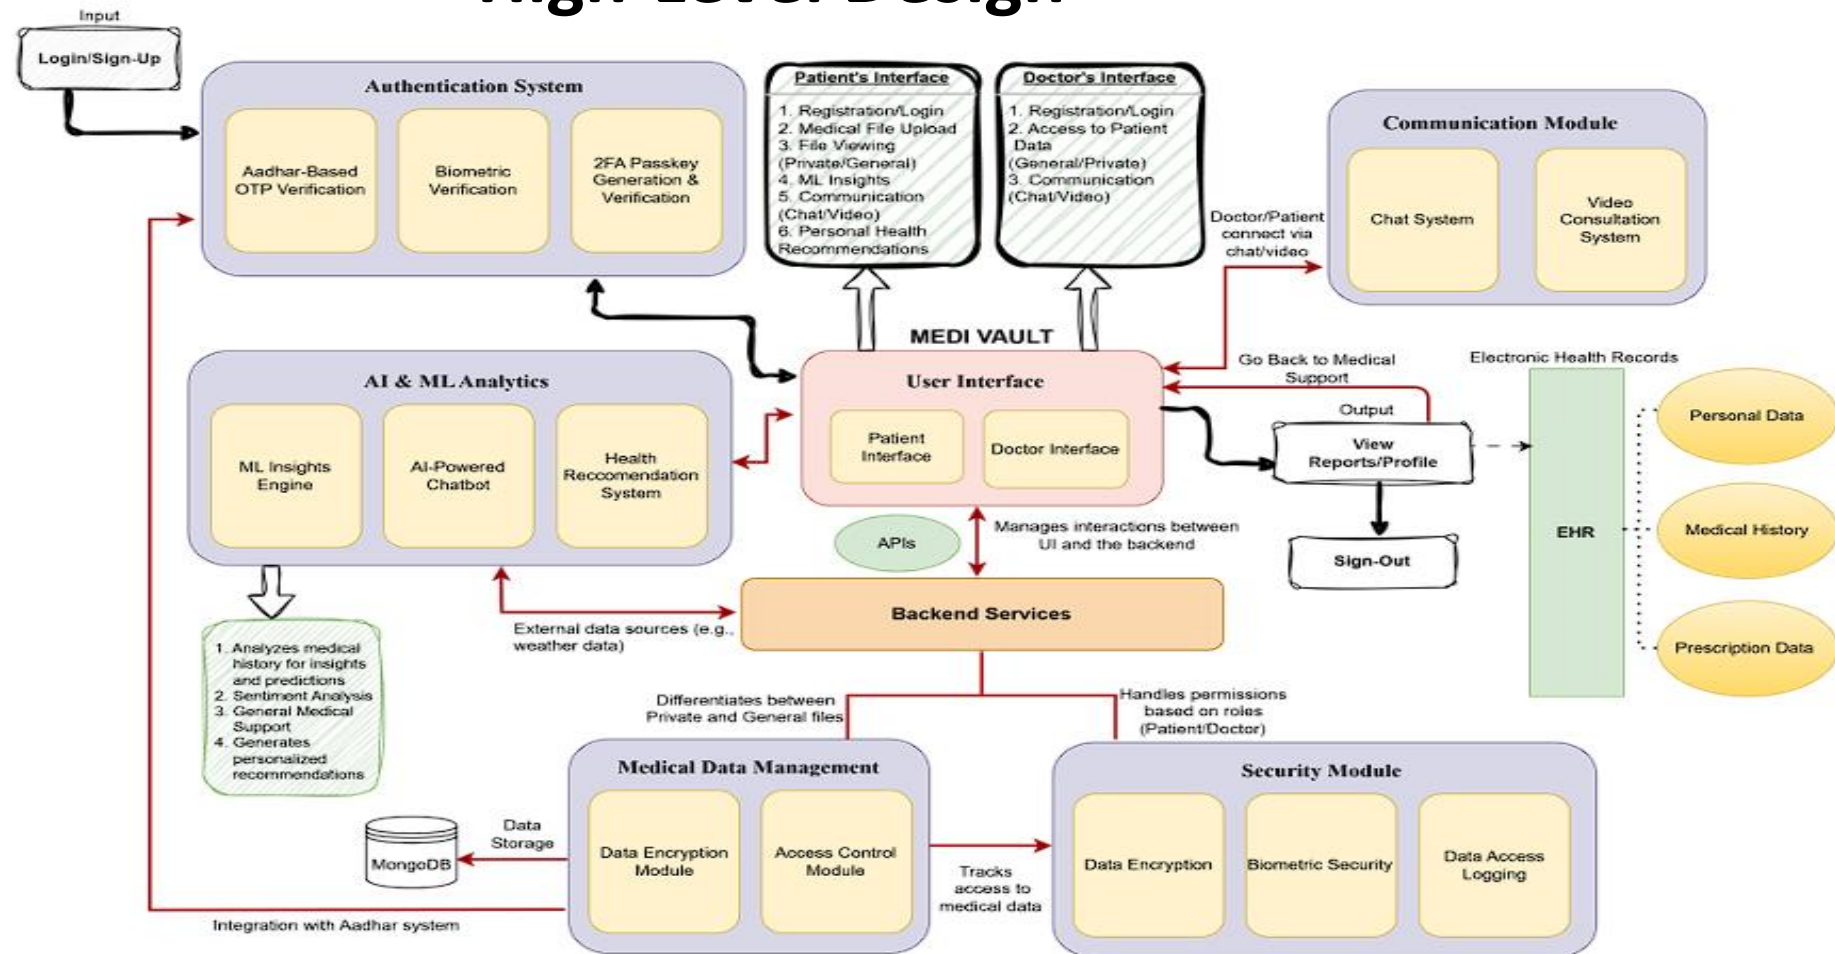 High-Level Design
Input
Login/Sign-Up
Authentication System
Aadhar-Based
OTP Verification
Biometric
Verification
2FA Passkey
Generation &
Verification
Patient's Interface
1. Registration/Login
2. Medical File Upload
3. File Viewing
(Private/General)
4. ML Insights
5. Communication
(Chat/Video)
6. Personal Health
Recommendations
Doctor's Interface
1. Registration/Login
2. Access to Patient
Data
(General/Private)
3. Communication
(Chat/Video)
Communication Module
Chat System
Video
Consultation
System
Doctor/Patient
connect via
chat/video
MEDI VAULT
User Interface
Patient
Interface
Doctor Interface
AI & ML Analytics
ML Insights
Engine
AI-Powered
Chatbot
Health
Reccomendation
System
Go Back to Medical
Support
Output
View
Reports/Profile
Sign-Out
Electronic Health Records
EHR
Personal Data
Medical History
Prescription Data
APIs
Manages interactions between
UI and the backend
Backend Services
External data sources (e.g.,
weather data)
1. Analyzes medical
history for insights
and predictions
2. Sentiment Analysis
3. General Medical
Support
4. Generates
personalized
recommendations
Differentiates between
Private and General files
Handles permissions
based on roles
(Patient/Doctor)
Medical Data Management
Data Encryption
Module
Access Control
Module
Data
Storage
MongoDB
Integration with Aadhar system
Tracks
access to
medical data
Security Module
Data Encryption
Biometric Security
Data Access
Logging